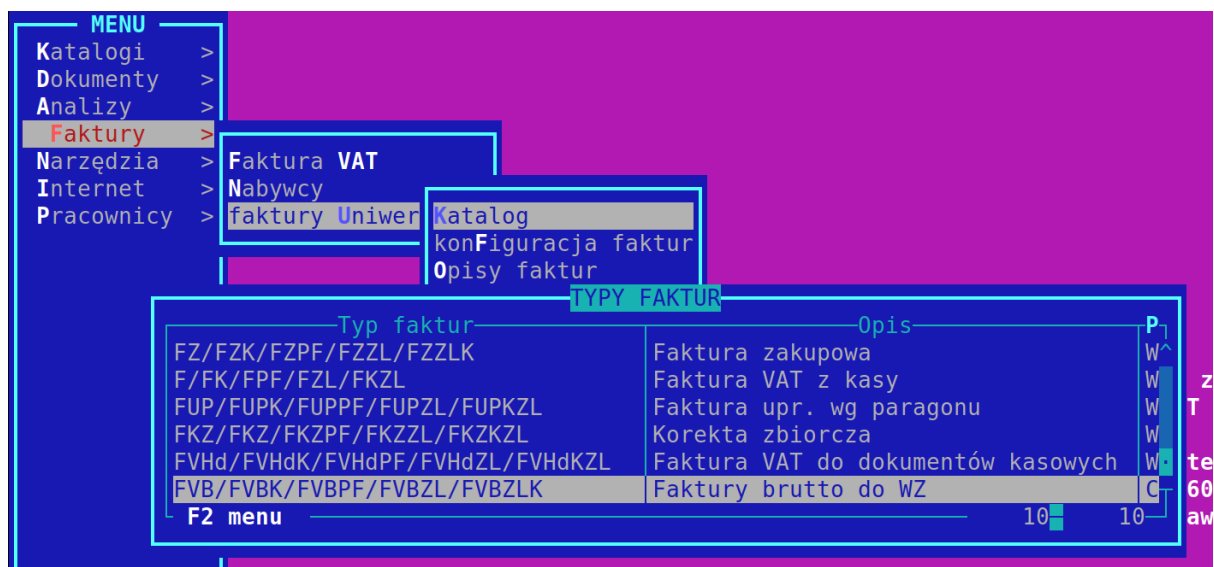 MENU
Katalogi >
Dokumenty >
Analizy >
Faktury >
Narzędzia >
Internet >
Pracownicy >
Faktura VAT
Nabywcy
faktury Uniwer
Katalog
konFiguracja faktur
Opisy faktur
TYPY FAKTUR
Typ faktur Opis P
FZ/FZK/FZPF/FZZL/FZZLK Faktura zakupowa W^
F/FK/FPF/FZL/FKZL Faktura VAT z kasy W z
FUP/FUPK/FUPPF/FUPZL/FUPKZL Faktura upr. wg paragonu W T
FKZ/FKZ/FKZPF/FKZZL/FKZKZL Korekta zbiorcza W
FVHd/FVHdK/FVHdPF/FVHdZL/FVHdKZL Faktura VAT do dokumentów kasowych W te
FVB/FVBK/FVBPF/FVBZL/FVBZLK Faktury brutto do WZ C 60
F2 menu 10 10 aw